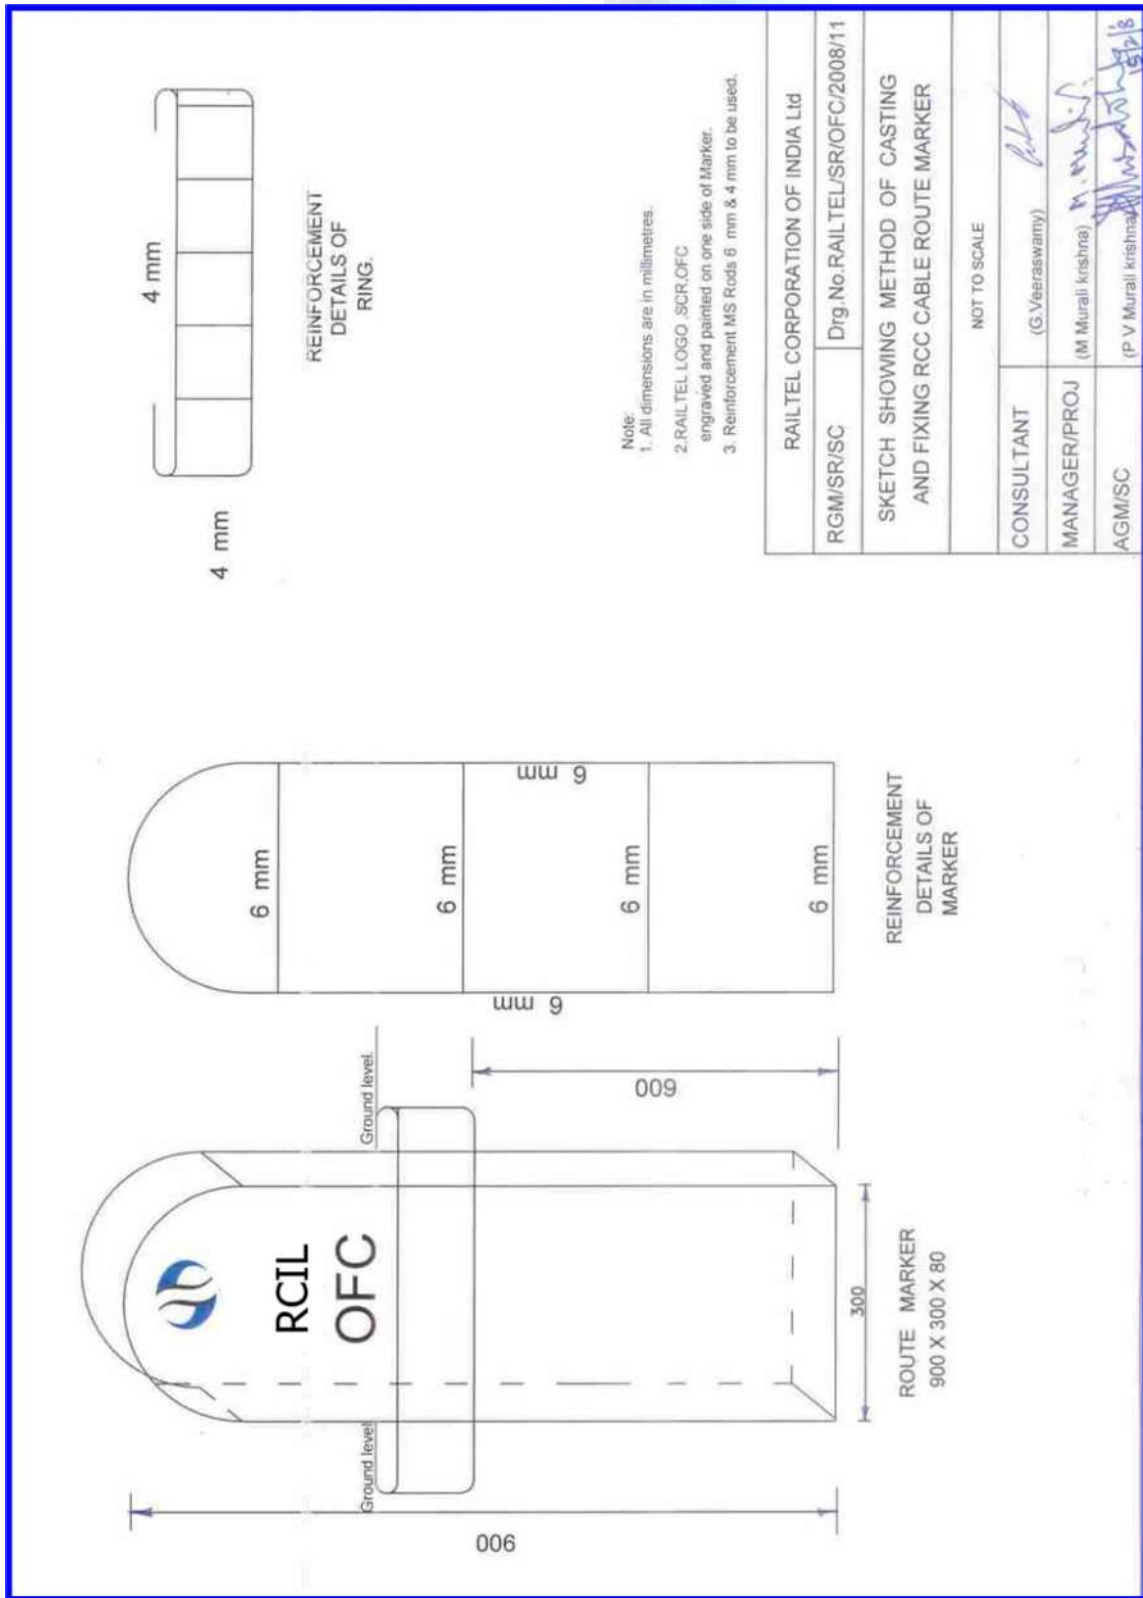 900
Ground level
RCIL
OFC
Ground level.
600
300
ROUTE MARKER
900 X 300 X 80
6 mm
6 mm
6 mm
6 mm
6 mm
6 mm
REINFORCEMENT
DETAILS OF
MARKER
4 mm
4 mm
REINFORCEMENT
DETAILS OF
RING.
Note:
1. All dimensions are in millimetres.
2.RAILTEL LOGO .SCR.OFC
engraved and painted on one side of Marker.
3. Reinforcement MS Rods 6 mm & 4 mm to be used.
RAILTEL CORPORATION OF INDIA Ltd
RGM/SR/SC Drg.No.RAILTEL/SR/OFC/2008/11
SKETCH SHOWING METHOD OF CASTING
AND FIXING RCC CABLE ROUTE MARKER
NOT TO SCALE
CONSULTANT (G.Veeraswamy)
MANAGER/PROJ (M Murali krishna)
AGM/SC (P V Murali krishna)